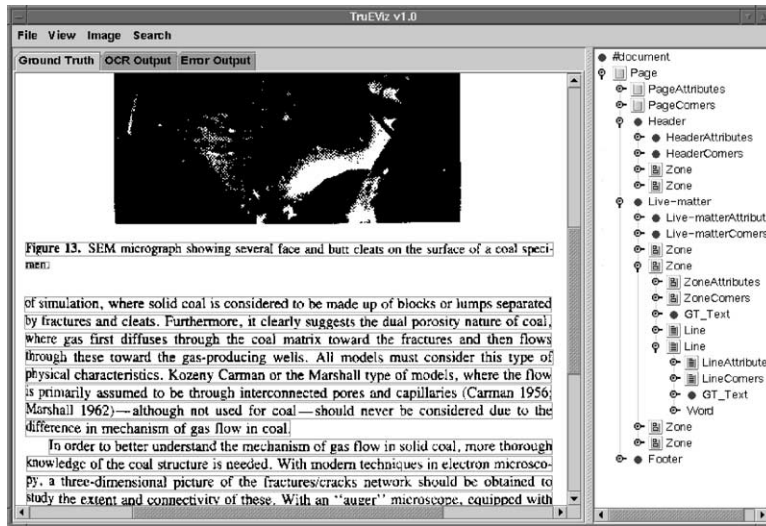 TruEViz v1.0
File View Image Search
Ground Truth OCR Output Error Output
Figure 13. SEM micrograph showing several face and butt cleats on the surface of a coal speci-
men.
of simulation, where solid coal is considered to be made up of blocks or lumps separated
by fractures and cleats. Furthermore, it clearly suggests the dual porosity nature of coal,
where gas first diffuses through the coal matrix toward the fractures and then flows
through these toward the gas-producing wells. All models must consider this type of
physical characteristics. Kozeny Carman or the Marshall type of models, where the flow
is primarily assumed to be through interconnected pores and capillaries (Carman 1956;
Marshall 1962)—although not used for coal—should never be considered due to the
difference in mechanism of gas flow in coal.
In order to better understand the mechanism of gas flow in solid coal, more thorough
knowledge of the coal structure is needed. With modern techniques in electron microsco-
py, a three-dimensional picture of the fractures/cracks network should be obtained to
study the extent and connectivity of these. With an "auger" microscope, equipped with
#document
Page
PageAttributes
PageCorners
Header
HeaderAttributes
HeaderCorners
Zone
Zone
Live-matter
Live-matterAttribut
Live-matterCorners
Zone
Zone
ZoneAttributes
ZoneCorners
GT_Text
Line
Line
LineAttribute
LineCorners
GT_Text
Word
Zone
Zone
Footer